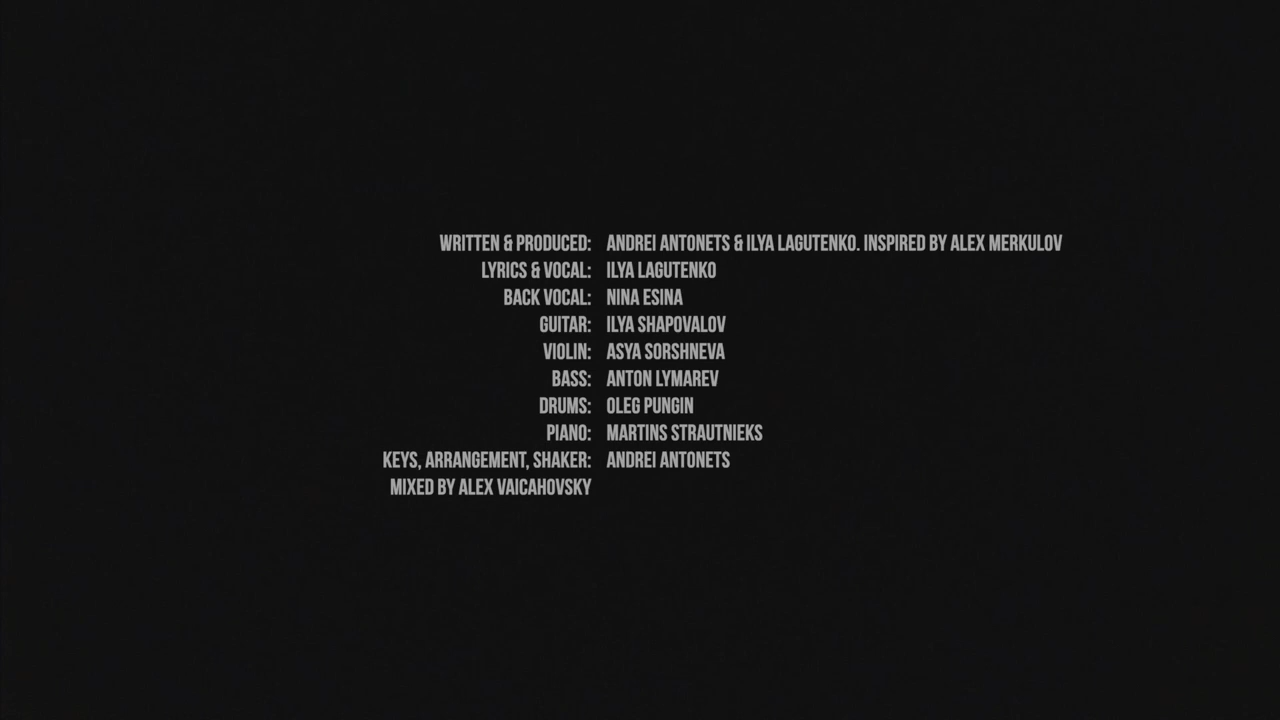 WRITTEN & PRODUCED: ANDREI ANTONETS & ILYA LAGUTENKO. INSPIRED BY ALEX MERKULOV
LYRICS & VOCAL: ILYA LAGUTENKO
BACK VOCAL: NINA ESINA
GUITAR: ILYA SHAPOVALOV
VIOLIN: ASYA SORSHNEVA
BASS: ANTON LYMAREV
DRUMS: OLEG PUNGIN
PIANO: MARTINS STRAUTNIEKS
KEYS, ARRANGEMENT, SHAKER: ANDREI ANTONETS
MIXED BY ALEX VAICAHOVSKY